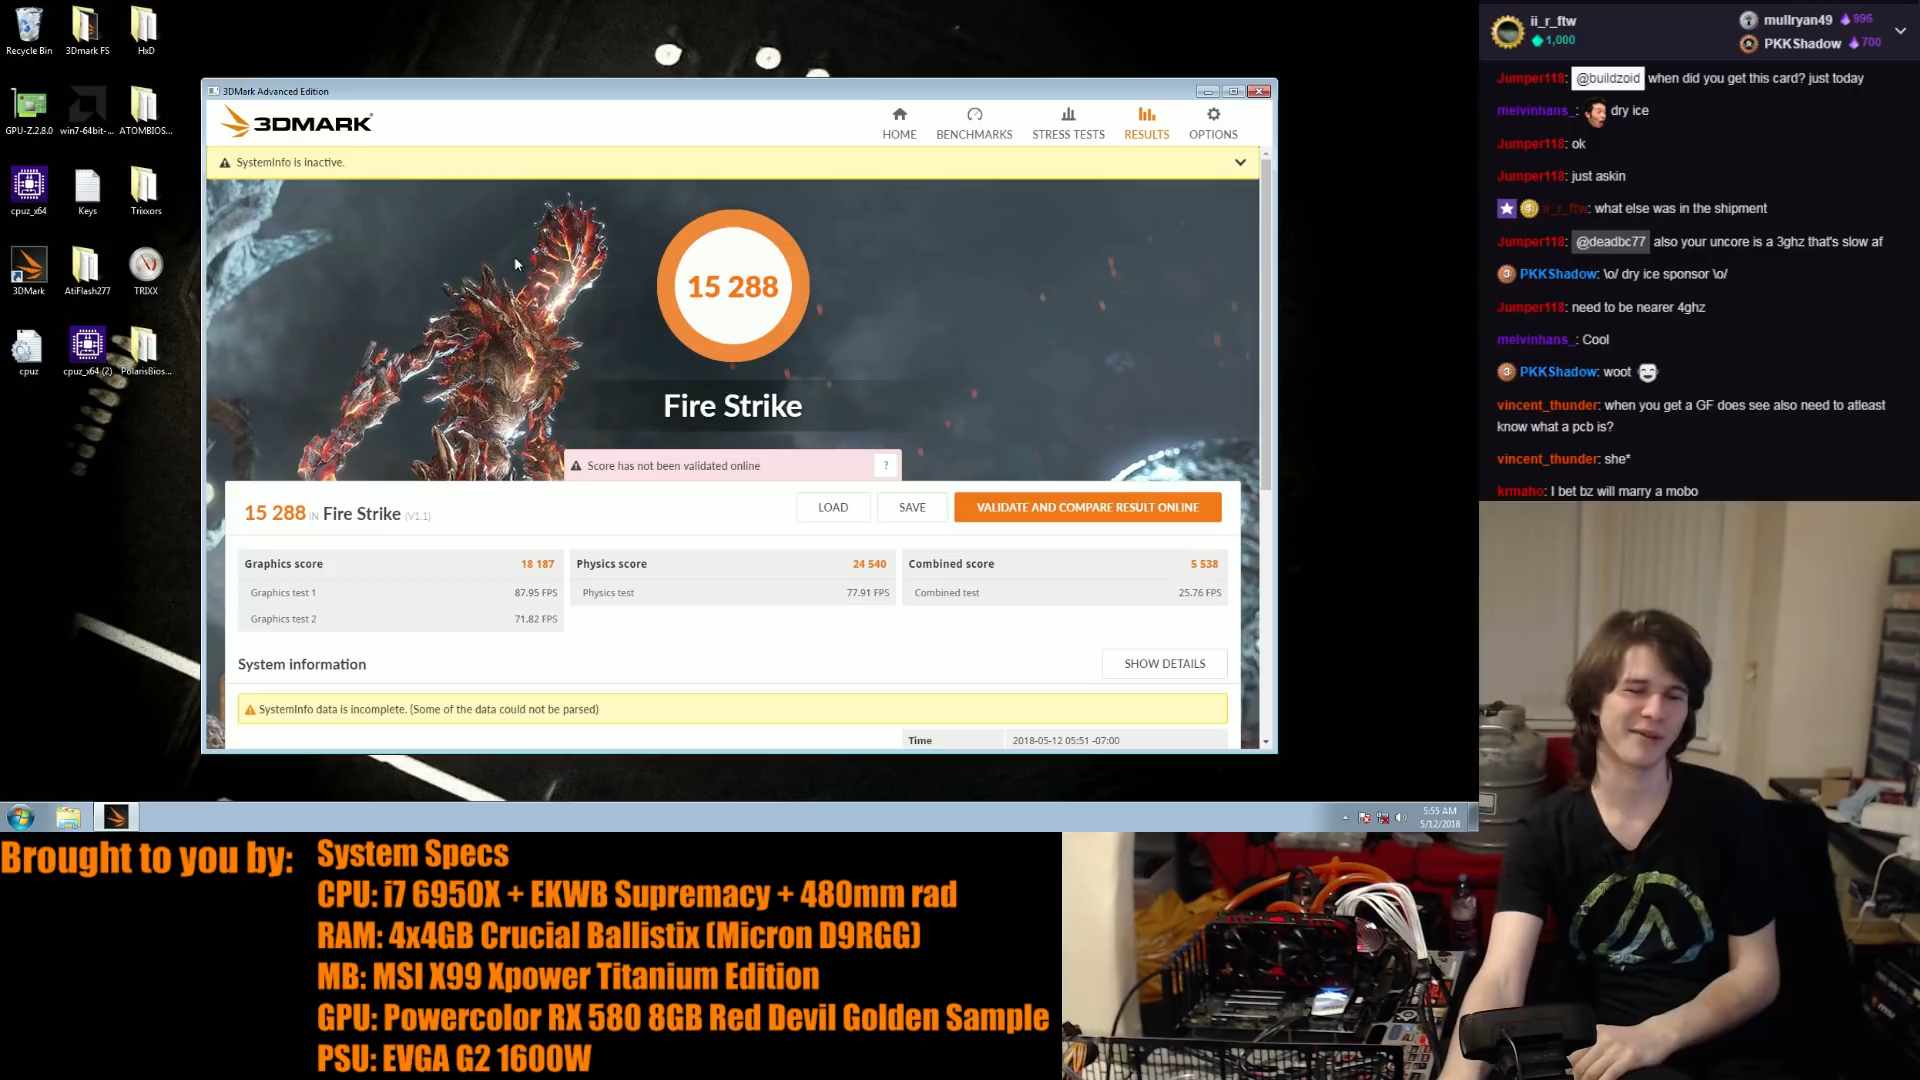 Recycle Bin
3Dmark FS
HxD
GPU-Z.2.8.0
win7-64bit-...
ATOMBIOS...
cpuz_x64
Keys
Trixxors
3DMark
AtiFlash277
TRIXX
cpuz
cpuz_x64 (2)
PolarisBios...
3DMark Advanced Edition
3DMARK
HOME
BENCHMARKS
STRESS TESTS
RESULTS
OPTIONS
SystemInfo is inactive.
15 288
Fire Strike
Score has not been validated online
?
15 288 IN Fire Strike (V1.1)
LOAD
SAVE
VALIDATE AND COMPARE RESULT ONLINE
Graphics score 18 187
Graphics test 1 87.95 FPS
Graphics test 2 71.82 FPS
Physics score 24 540
Physics test 77.91 FPS
Combined score 5 538
Combined test 25.76 FPS
System information
SHOW DETAILS
SystemInfo data is incomplete. (Some of the data could not be parsed)
Time 2018-05-12 05:51 -07:00
5:55 AM
5/12/2018
ii_r_ftw
1,000
mullryan49 996
PKKShadow 700
Jumper118: @buildzoid when did you get this card? just today
melvinhans_: dry ice
Jumper118: ok
Jumper118: just askin
ii_r_ftw: what else was in the shipment
Jumper118: @deadbc77 also your uncore is a 3ghz that's slow af
3 PKKShadow: \o/ dry ice sponsor \o/
Jumper118: need to be nearer 4ghz
melvinhans_: Cool
3 PKKShadow: woot
vincent_thunder: when you get a GF does see also need to atleast
know what a pcb is?
vincent_thunder: she*
krmaho: I bet bz will marry a mobo
Brought to you by:
System Specs
CPU: i7 6950X + EKWB Supremacy + 480mm rad
RAM: 4x4GB Crucial Ballistix (Micron D9RGG)
MB: MSI X99 Xpower Titanium Edition
GPU: Powercolor RX 580 8GB Red Devil Golden Sample
PSU: EVGA G2 1600W